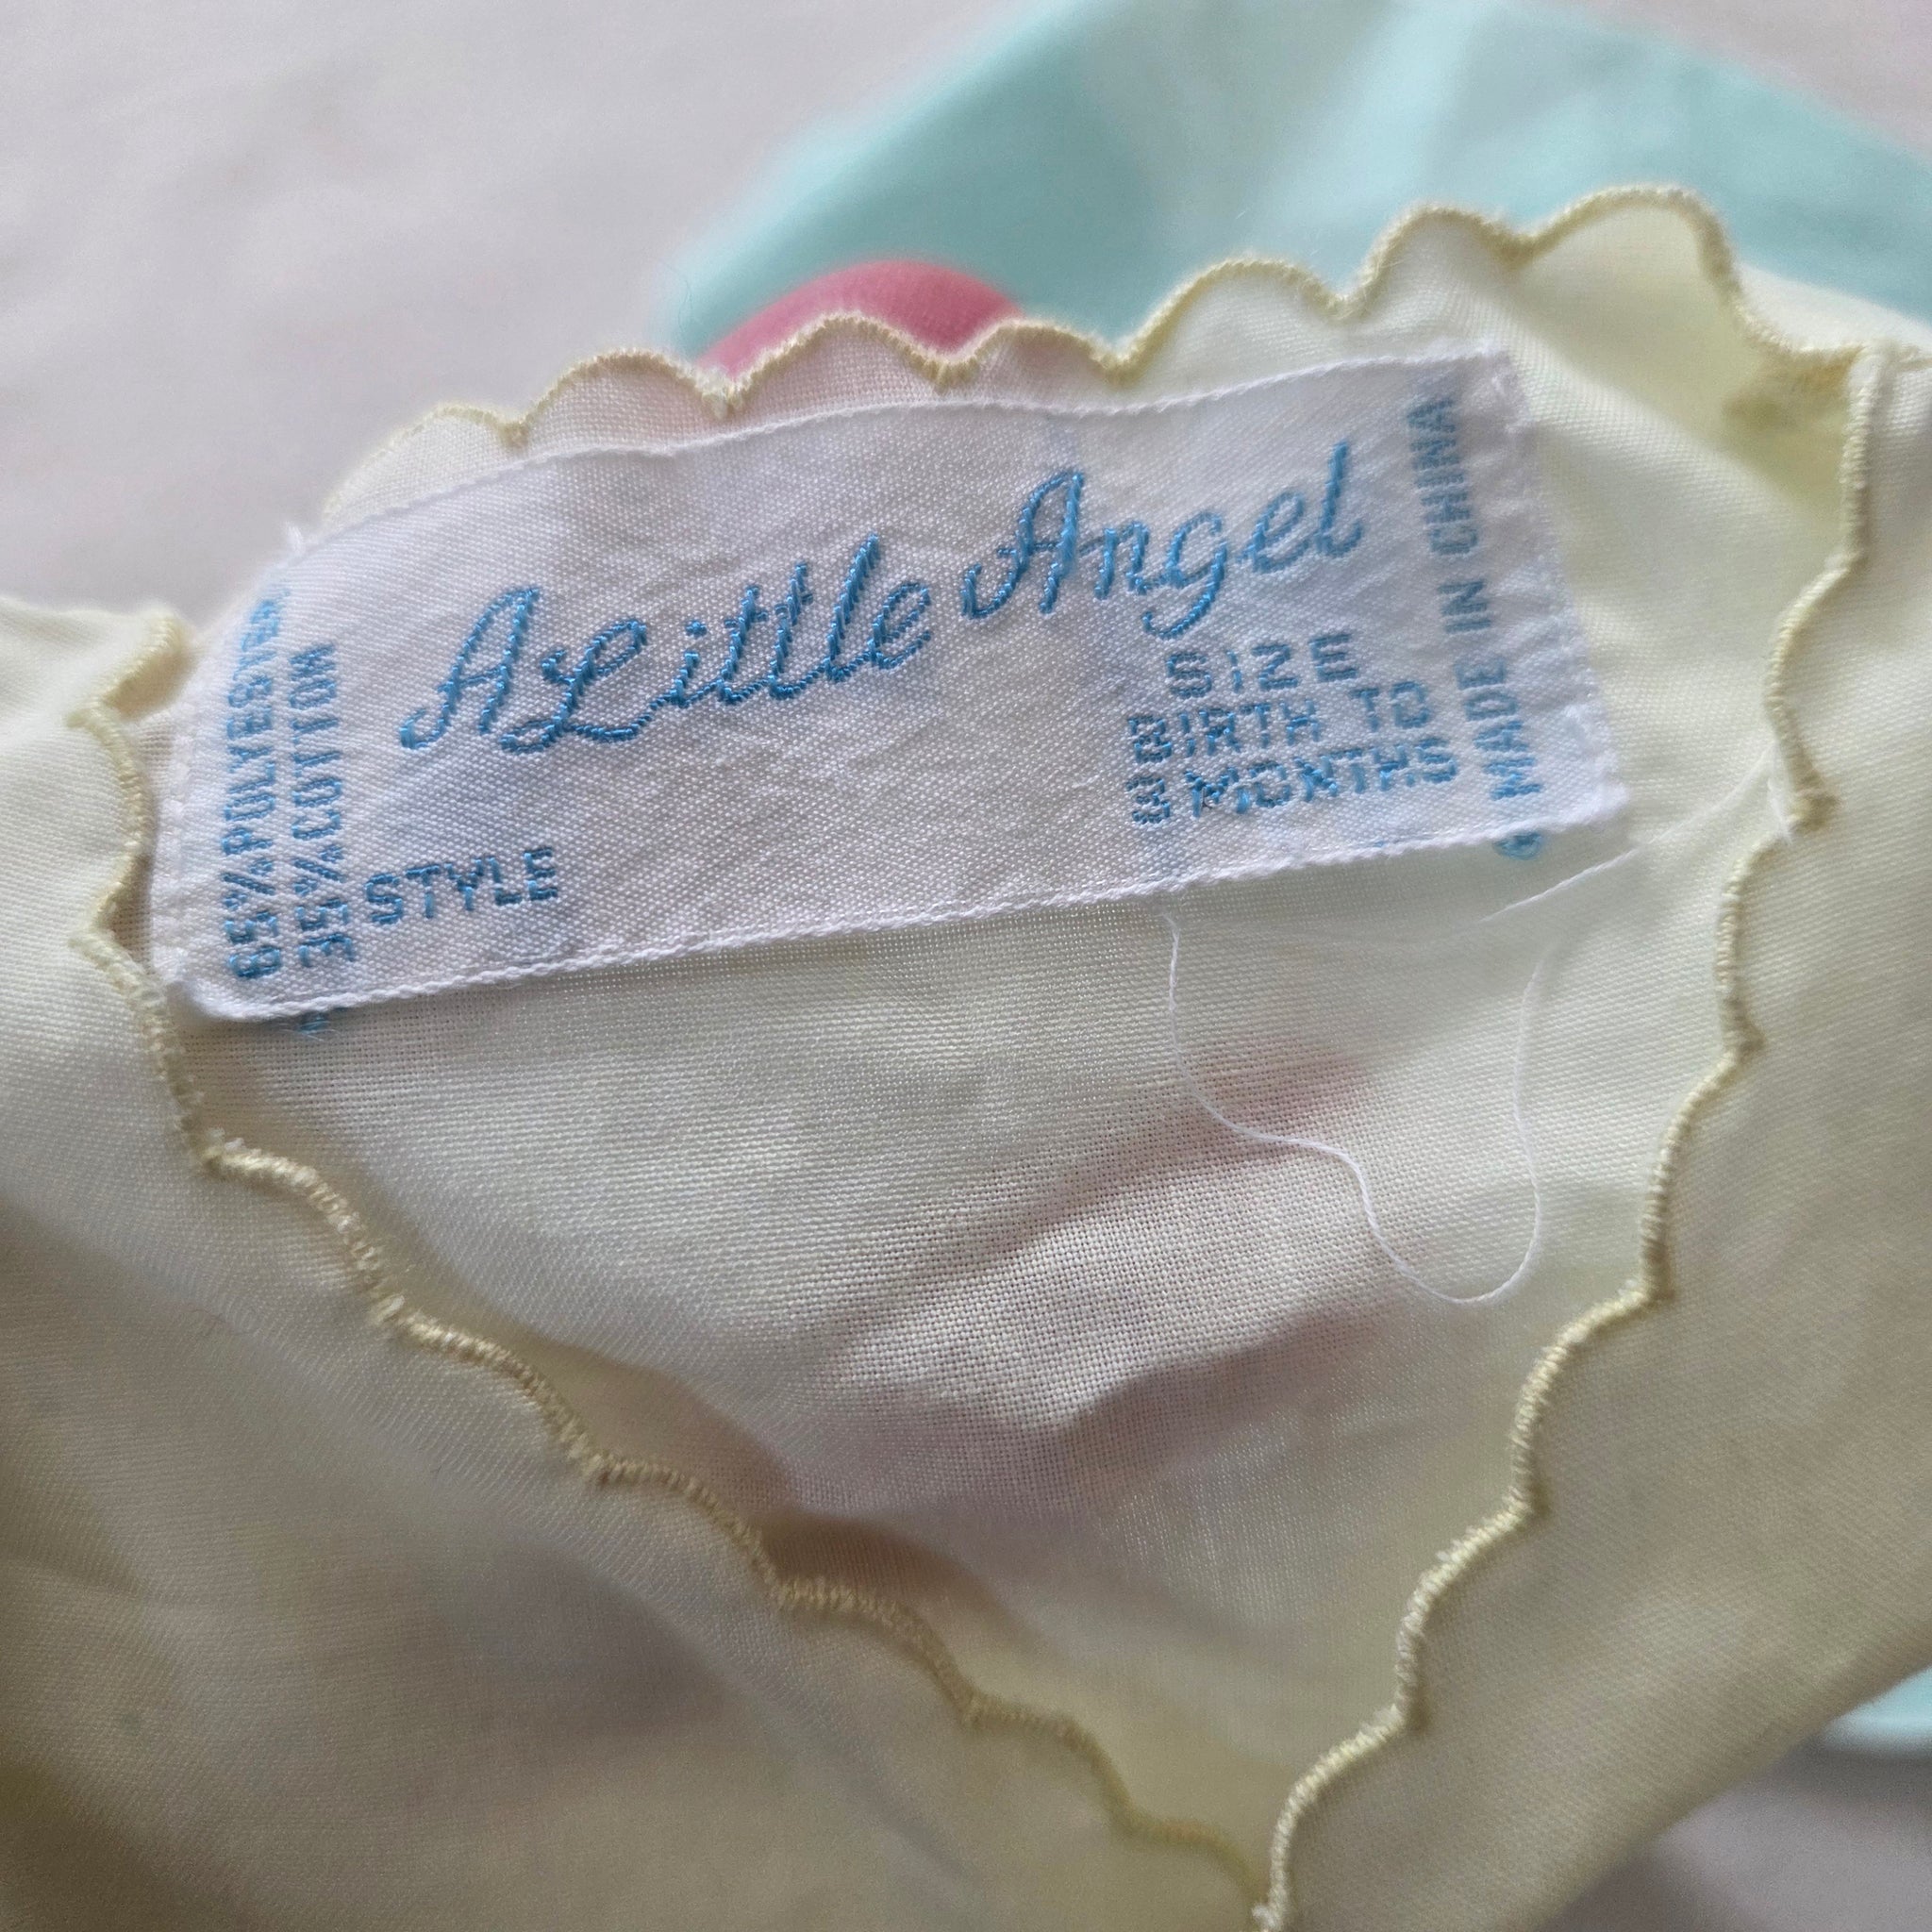 A Little Angel
SIZE
BIRTH TO
3 MONTHS
STYLE
65% POLYESTER
35% COTTON
MADE IN CHINA